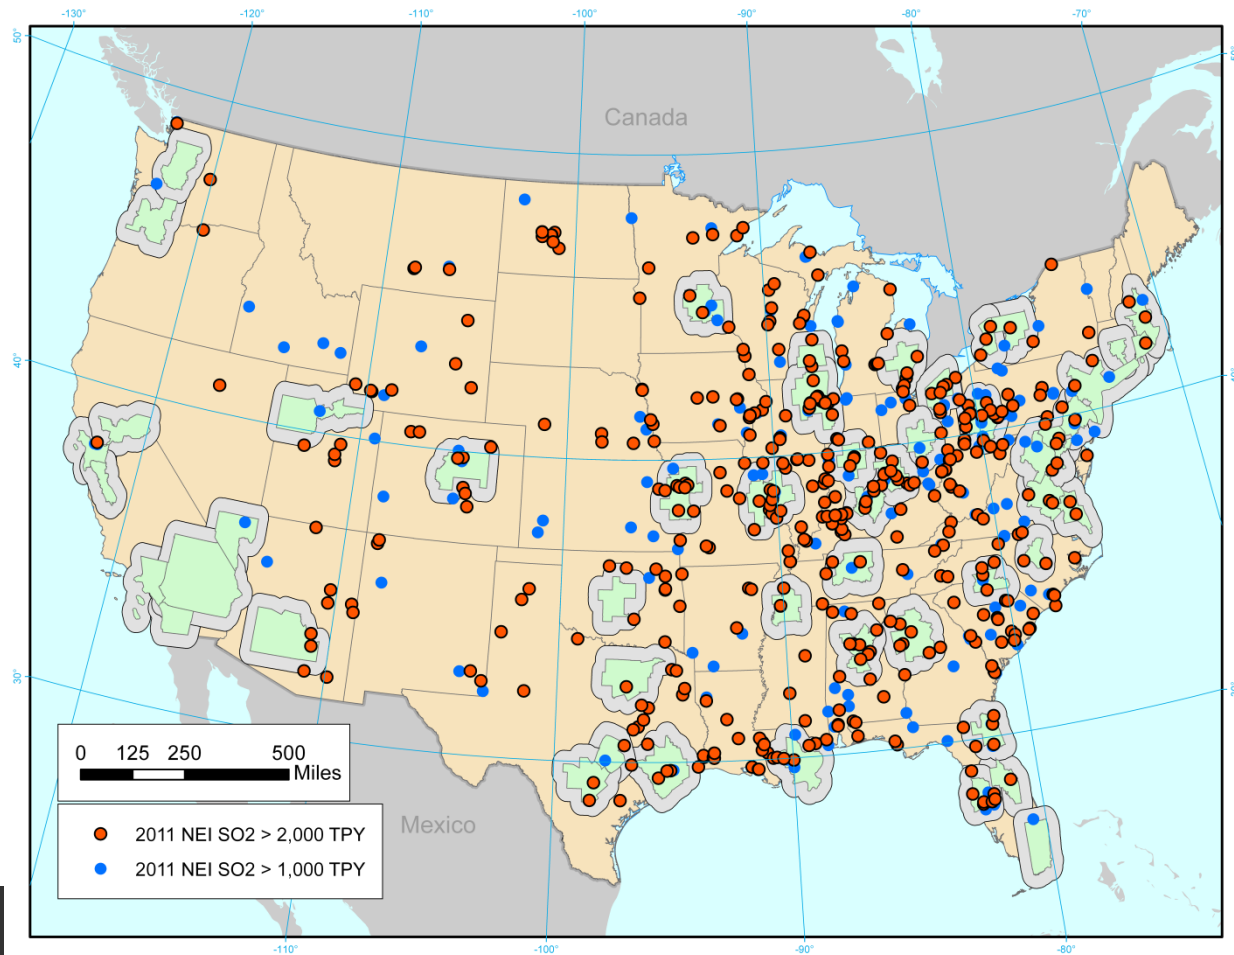 -130° -120° -110° -100° -90° -80° -70°
50°
Canada
40°
30°
0 125 250 500
Miles
Mexico
2011 NEI SO2 > 2,000 TPY
2011 NEI SO2 > 1,000 TPY
-110° -100° -90° -80°